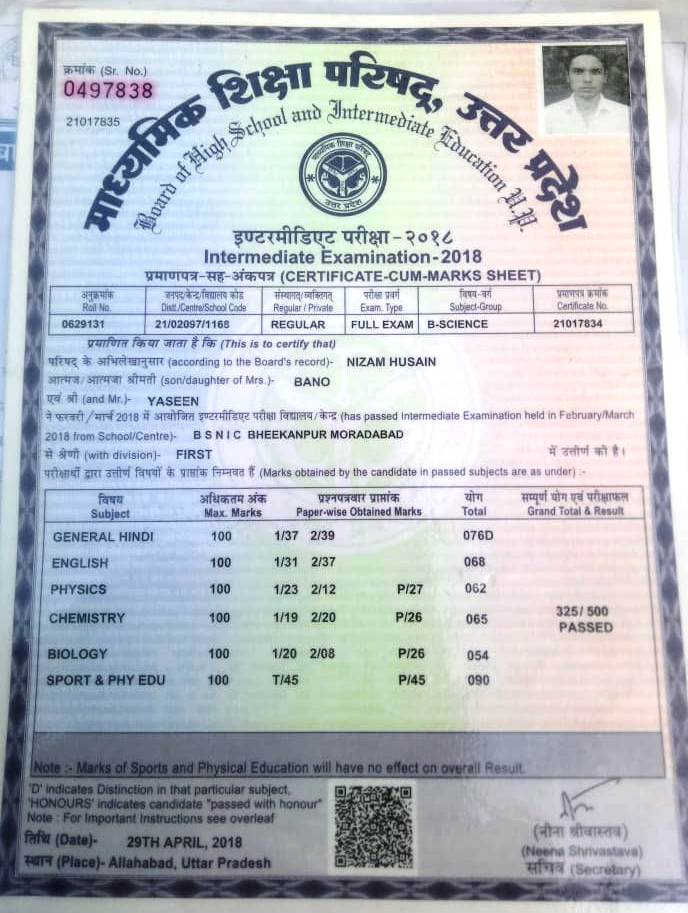 क्रमांक (Sr. No.)
0497838
21017835
माध्यमिक शिक्षा परिषद्, उत्तर प्रदेश
Board of High School and Intermediate Education U.P.
माध्यमिक शिक्षा परिषद्
उत्तर प्रदेश
इण्टरमीडिएट परीक्षा-२०१८
Intermediate Examination-2018
प्रमाणपत्र-सह-अंकपत्र (CERTIFICATE-CUM-MARKS SHEET)
अनुक्रमांक जनपद/केन्द्र/विद्यालय कोड संस्थागत/व्यक्तिगत परीक्षा प्रवर्ग विषय-वर्ग प्रमाणपत्र क्रमांक
Roll No. Distt./Centre/School Code Regular / Private Exam. Type Subject-Group Certificate No.
0629131 21/02097/1168 REGULAR FULL EXAM B-SCIENCE 21017834
प्रमाणित किया जाता है कि (This is to certify that)
परिषद् के अभिलेखानुसार (according to the Board's record)- NIZAM HUSAIN
आत्मज/आत्मजा श्रीमती (son/daughter of Mrs.)- BANO
एवं श्री (and Mr.)- YASEEN
ने फरवरी/मार्च 2018 में आयोजित इण्टरमीडिएट परीक्षा विद्यालय/केन्द्र (has passed Intermediate Examination held in February/March
2018 from School/Centre)- B S N I C BHEEKANPUR MORADABAD
से श्रेणी (with division)- FIRST में उत्तीर्ण की है।
परीक्षार्थी द्वारा उत्तीर्ण विषयों के प्राप्तांक निम्नवत हैं (Marks obtained by the candidate in passed subjects are as under) :-
विषय अधिकतम अंक प्रश्नपत्रवार प्राप्तांक योग सम्पूर्ण योग एवं परीक्षाफल
Subject Max. Marks Paper-wise Obtained Marks Total Grand Total & Result
GENERAL HINDI 100 1/37 2/39 076D
ENGLISH 100 1/31 2/37 068
PHYSICS 100 1/23 2/12 P/27 062
CHEMISTRY 100 1/19 2/20 P/26 065 325/500
PASSED
BIOLOGY 100 1/20 2/08 P/26 054
SPORT & PHY EDU 100 T/45 P/45 090
Note :- Marks of Sports and Physical Education will have no effect on overall Result.
'D' indicates Distinction in that particular subject,
'HONOURS' indicates candidate "passed with honour"
Note : For Important Instructions see overleaf
तिथि (Date)- 29TH APRIL, 2018
स्थान (Place)- Allahabad, Uttar Pradesh
(नीना श्रीवास्तव)
(Neena Shrivastava)
सचिव (Secretary)